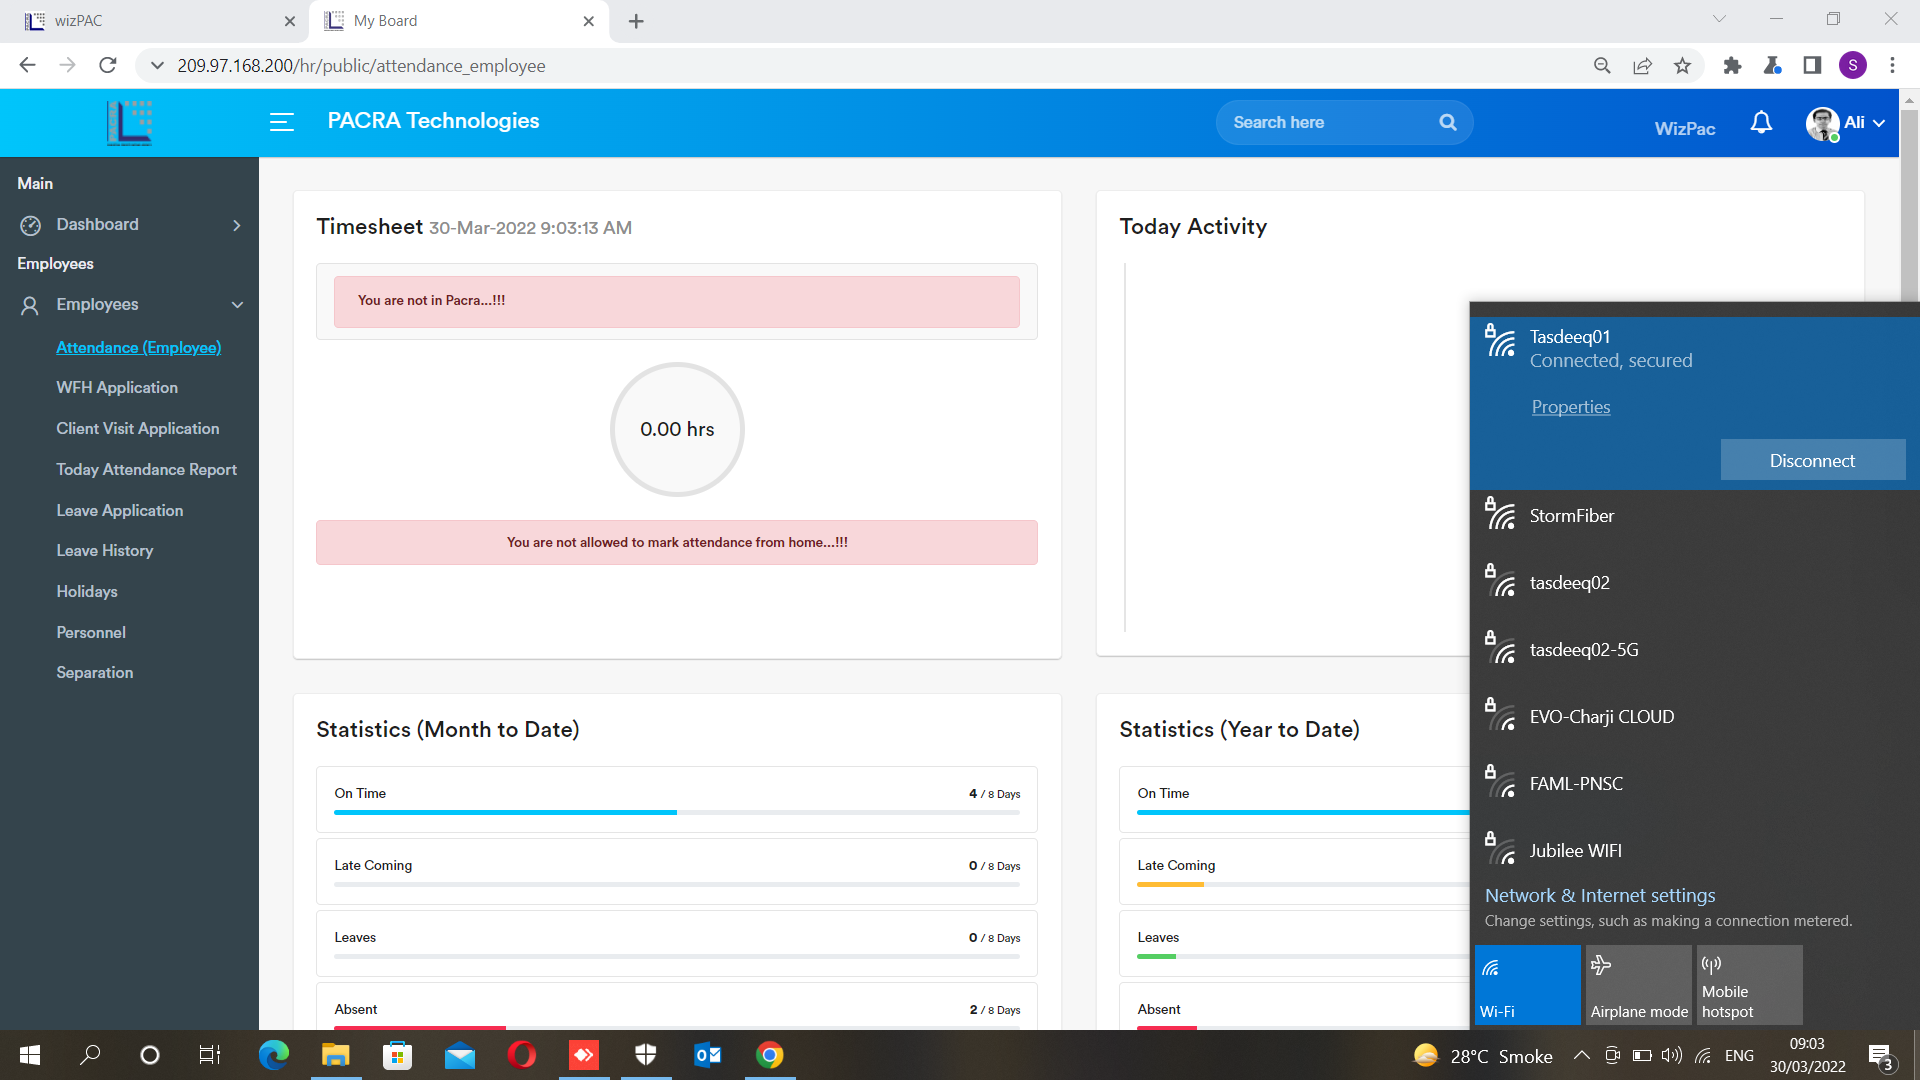 wizPAC
My Board
209.97.168.200/hr/public/attendance_employee
S
PACRA
PACRA Technologies
Search here
WizPac
Ali
Main
Dashboard
Employees
Employees
Attendance (Employee)
WFH Application
Client Visit Application
Today Attendance Report
Leave Application
Leave History
Holidays
Personnel
Separation
Timesheet 30-Mar-2022 9:03:13 AM
You are not in Pacra...!!!
0.00 hrs
You are not allowed to mark attendance from home...!!!
Today Activity
Statistics (Month to Date)
On Time 4 / 8 Days
Late Coming 0 / 8 Days
Leaves 0 / 8 Days
Absent 2 / 8 Days
Statistics (Year to Date)
On Time
Late Coming
Leaves
Absent
Tasdeeq01
Connected, secured
Properties
Disconnect
StormFiber
tasdeeq02
tasdeeq02-5G
EVO-Charji CLOUD
FAML-PNSC
Jubilee WIFI
Network & Internet settings
Change settings, such as making a connection metered.
Wi-Fi
Airplane mode
Mobile hotspot
28°C Smoke
ENG
09:03
30/03/2022
3